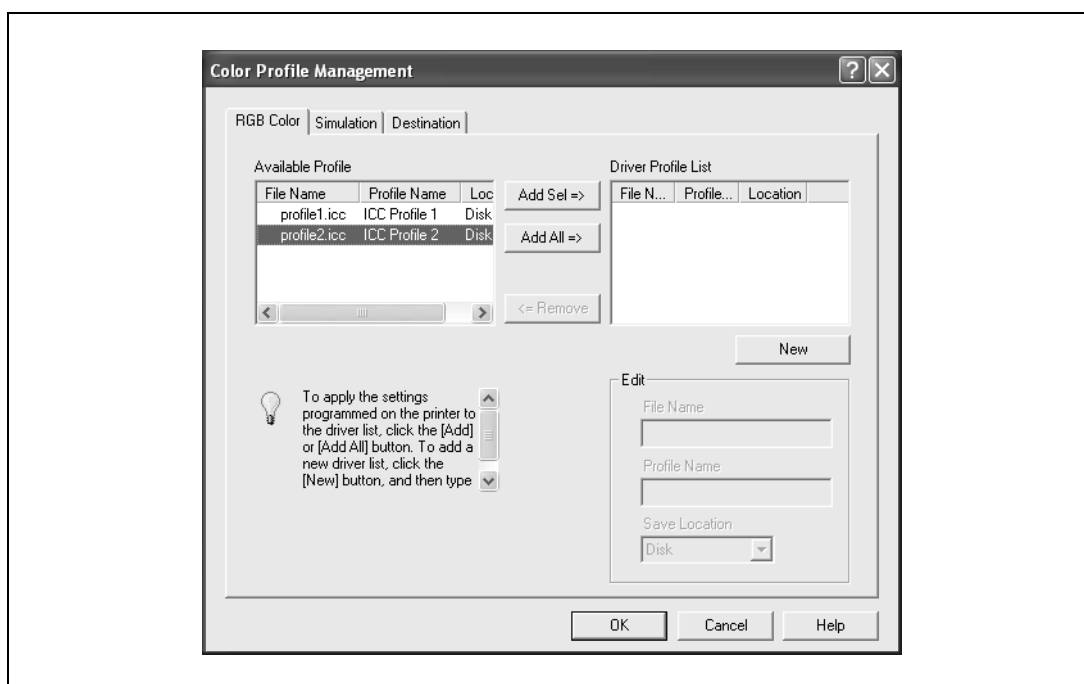 Color Profile Management
RGB Color Simulation Destination
Available Profile
File Name Profile Name Loc
profile1.icc ICC Profile 1 Disk
profile2.icc ICC Profile 2 Disk
Add Sel =>
Add All =>
<= Remove
Driver Profile List
File N... Profile... Location
New
To apply the settings
programmed on the printer to
the driver list, click the [Add]
or [Add All] button. To add a
new driver list, click the
[New] button, and then type
Edit
File Name
Profile Name
Save Location
Disk
OK Cancel Help